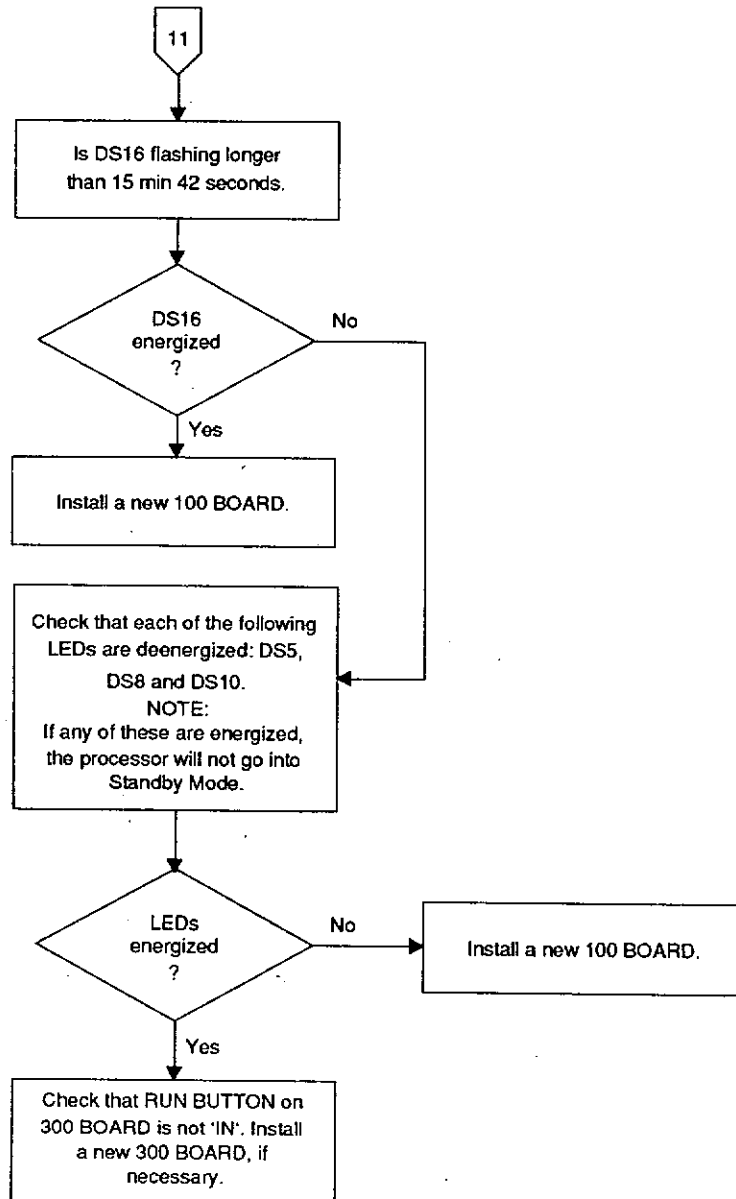 11
Is DS16 flashing longer
than 15 min 42 seconds.
DS16
energized
?
No
Yes
Install a new 100 BOARD.
Check that each of the following
LEDs are deenergized: DS5,
DS8 and DS10.
NOTE:
If any of these are energized,
the processor will not go into
Standby Mode.
LEDs
energized
?
No
Install a new 100 BOARD.
Yes
Check that RUN BUTTON on
300 BOARD is not 'IN'. Install
a new 300 BOARD, if
necessary.